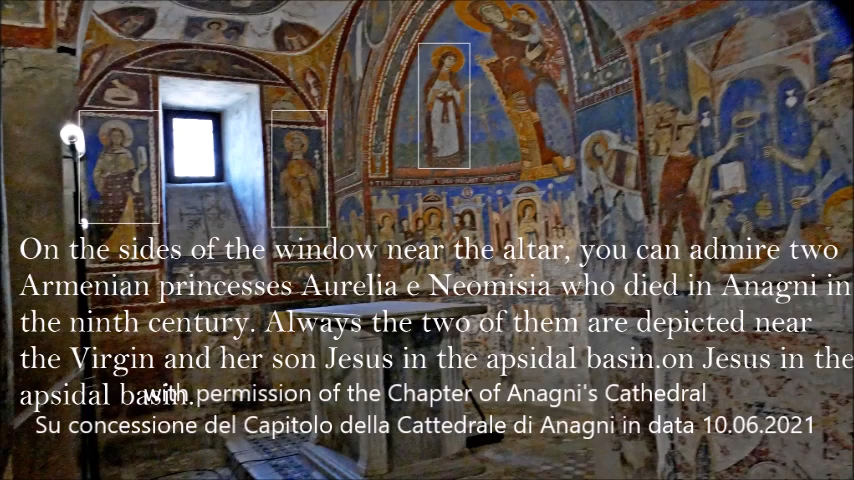 On the sides of the window near the altar, you can admire two
Armenian princesses Aurelia e Neomisia who died in Anagni in
the ninth century. Always the two of them are depicted near
the Virgin and her son Jesus in the apsidal basin.on Jesus in the
apsidal basin.
with permission of the Chapter of Anagni's Cathedral
Su concessione del Capitolo della Cattedrale di Anagni in data 10.06.2021